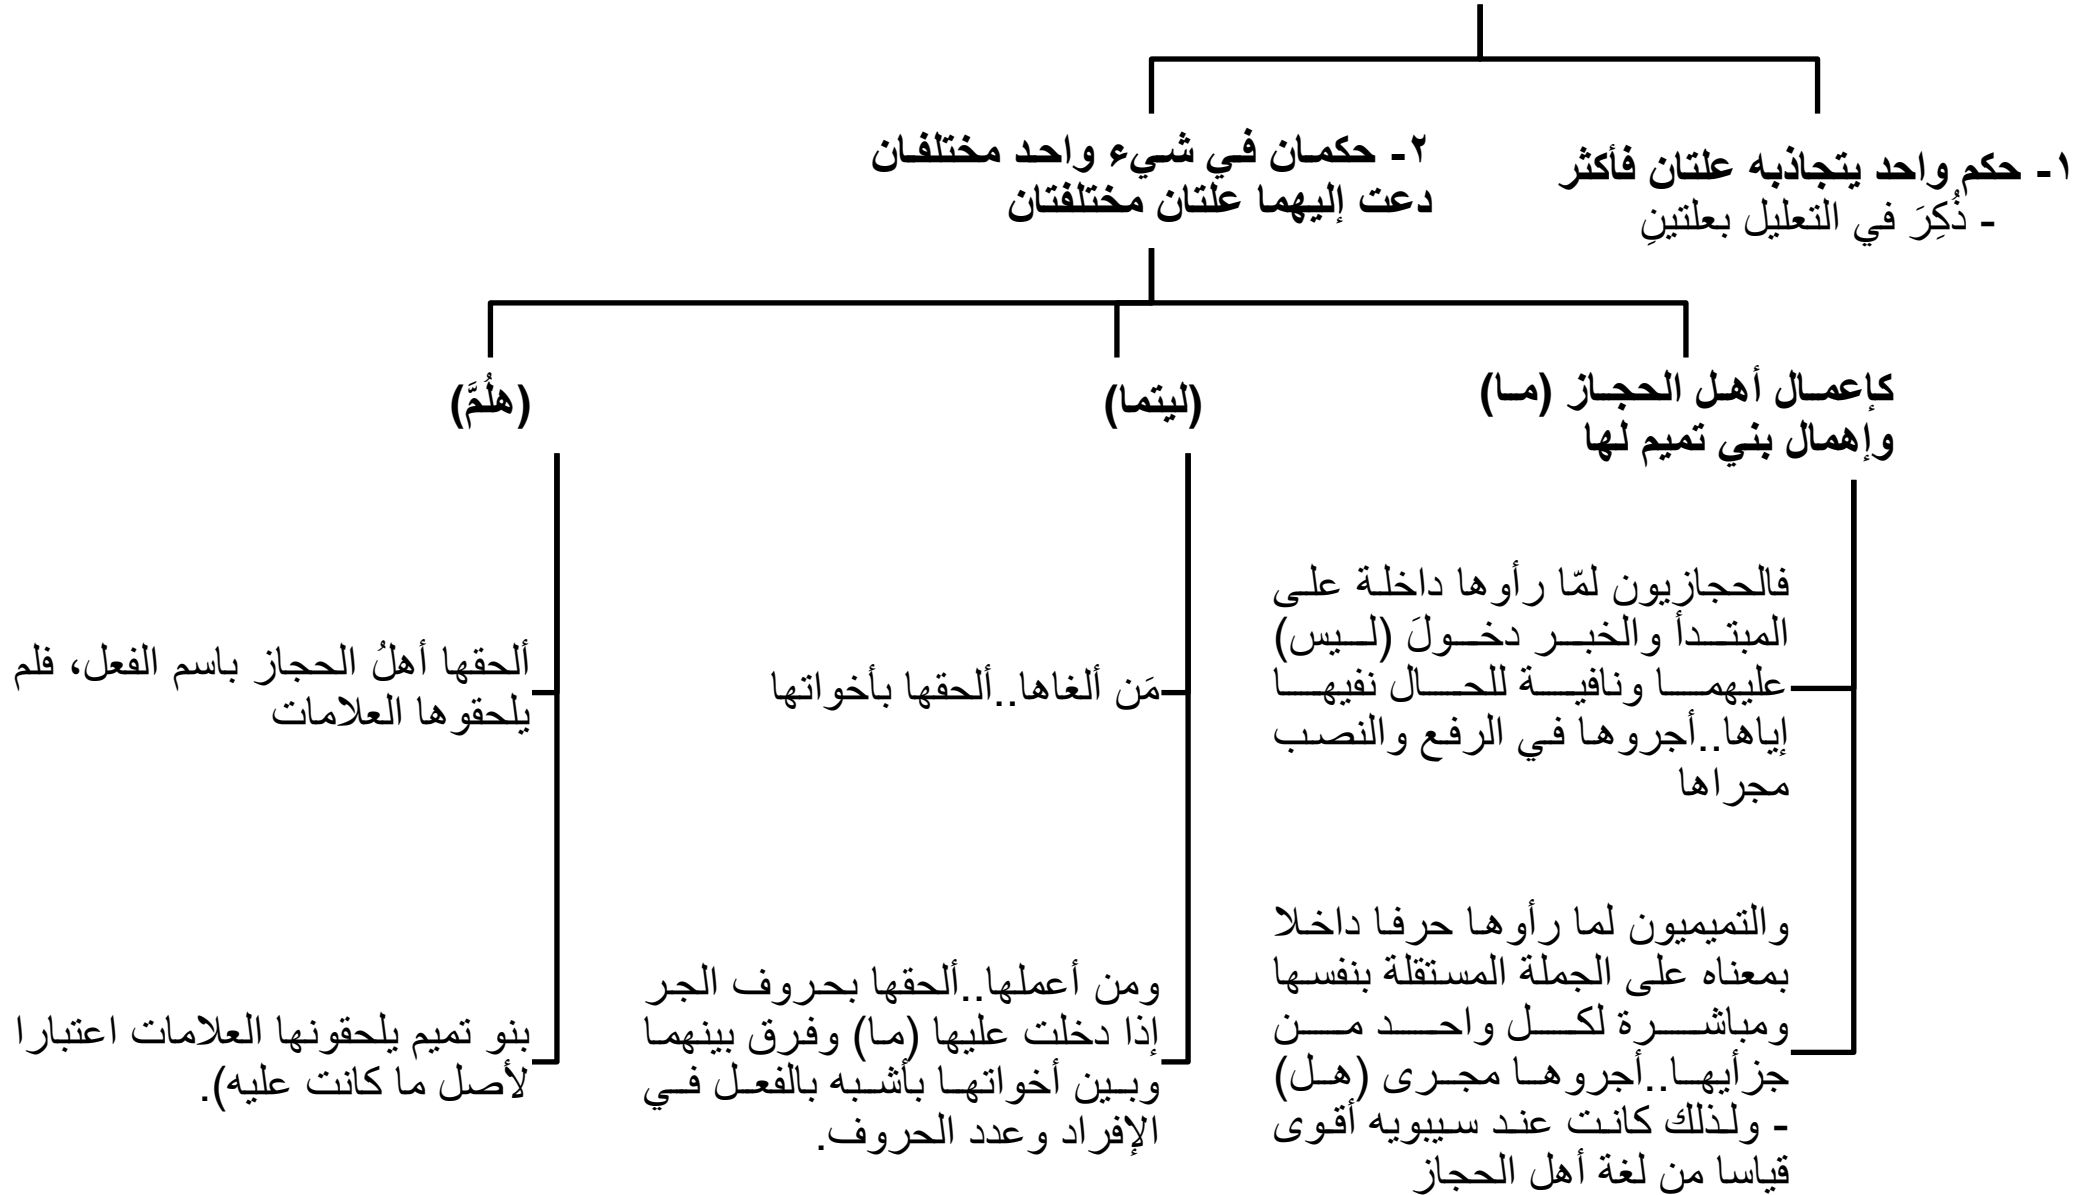 ١- حكم واحد يتجاذبه علتان فأكثر
- ذُكِرَ في التعليل بعلتينِ
٢- حكمان في شيء واحد مختلفان
دعت إليهما علتان مختلفتان
كإعمال أهل الحجاز (ما)
وإهمال بني تميم لها
فالحجازيون لمّا رأوها داخلة على
المبتدأ والخبر دخولَ (ليس)
عليهما ونافية للحال نفيها
إياها..أجروها في الرفع والنصب
مجراها
والتميميون لما رأوها حرفا داخلا
بمعناه على الجملة المستقلة بنفسها
ومباشرة لكل واحد من
جزأيها..أجروها مجرى (هل)
- ولذلك كانت عند سيبويه أقوى
قياسا من لغة أهل الحجاز
(ليتما)
مَن ألغاها..ألحقها بأخواتها
ومن أعملها..ألحقها بحروف الجر
إذا دخلت عليها (ما) وفرق بينهما
وبين أخواتها بأشبه بالفعل في
الإفراد وعدد الحروف.
(هلُمَّ)
ألحقها أهلُ الحجاز باسم الفعل، فلم
يلحقوها العلامات
بنو تميم يلحقونها العلامات اعتبارا
لأصل ما كانت عليه).